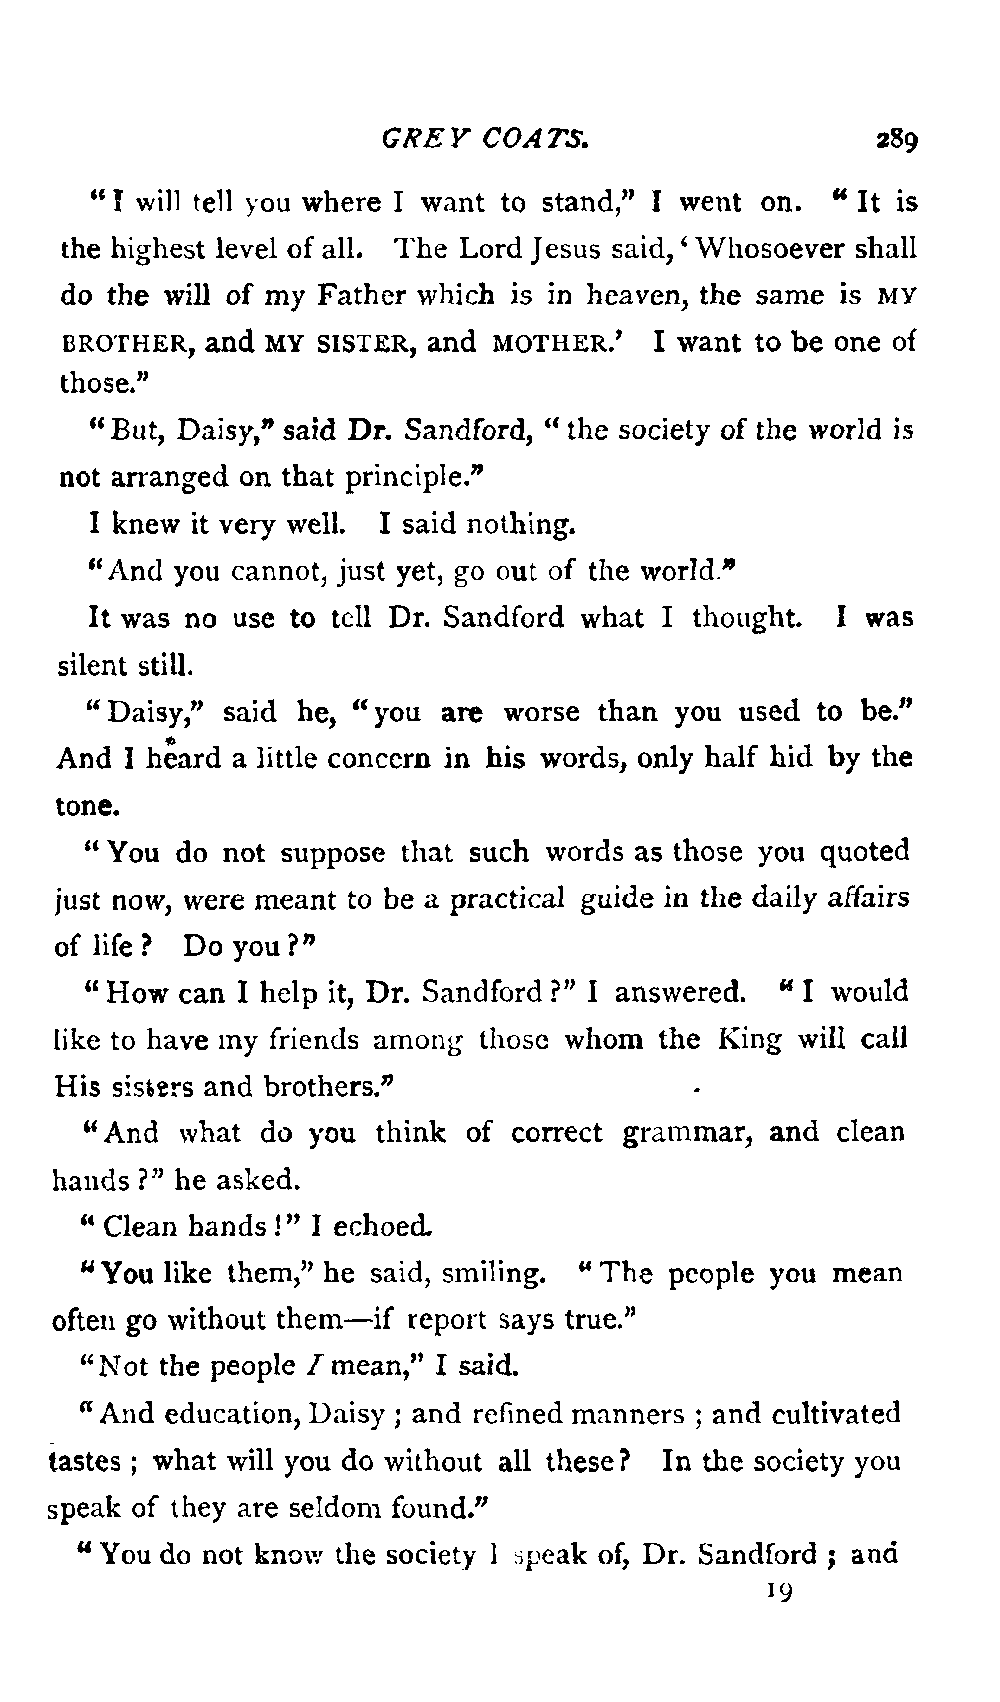 GREY COATS. 289
“I will tell you where I want to stand,” I went on. “It is
the highest level of all. The Lord Jesus said, ‘Whosoever shall
do the will of my Father which is in heaven, the same is MY
BROTHER, and MY SISTER, and MOTHER.’ I want to be one of
those.”
“But, Daisy,” said Dr. Sandford, “the society of the world is
not arranged on that principle.”
I knew it very well. I said nothing.
“And you cannot, just yet, go out of the world.”
It was no use to tell Dr. Sandford what I thought. I was
silent still.
“Daisy,” said he, “you are worse than you used to be.”
And I heard a little concern in his words, only half hid by the
tone.
“You do not suppose that such words as those you quoted
just now, were meant to be a practical guide in the daily affairs
of life? Do you?”
“How can I help it, Dr. Sandford?” I answered. “I would
like to have my friends among those whom the King will call
His sisters and brothers.”
“And what do you think of correct grammar, and clean
hands?” he asked.
“Clean hands!” I echoed.
“You like them,” he said, smiling. “The people you mean
often go without them—if report says true.”
“Not the people I mean,” I said.
“And education, Daisy; and refined manners; and cultivated
tastes; what will you do without all these? In the society you
speak of they are seldom found.”
“You do not know the society I speak of, Dr. Sandford; and
19